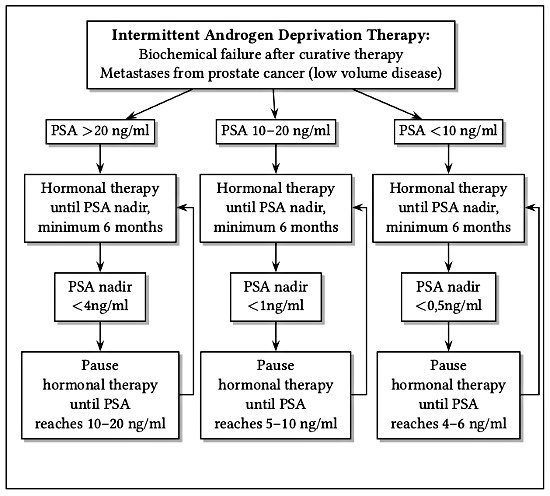 Intermittent Androgen Deprivation Therapy:
Biochemical failure after curative therapy
Metastases from prostate cancer (low volume disease)
PSA >20 ng/ml
PSA 10–20 ng/ml
PSA <10 ng/ml
Hormonal therapy
until PSA nadir,
minimum 6 months
Hormonal therapy
until PSA nadir,
minimum 6 months
Hormonal therapy
until PSA nadir,
minimum 6 months
PSA nadir
<4ng/ml
PSA nadir
<1ng/ml
PSA nadir
<0,5ng/ml
Pause
hormonal therapy
until PSA
reaches 10–20 ng/ml
Pause
hormonal therapy
until PSA
reaches 5–10 ng/ml
Pause
hormonal therapy
until PSA
reaches 4–6 ng/ml